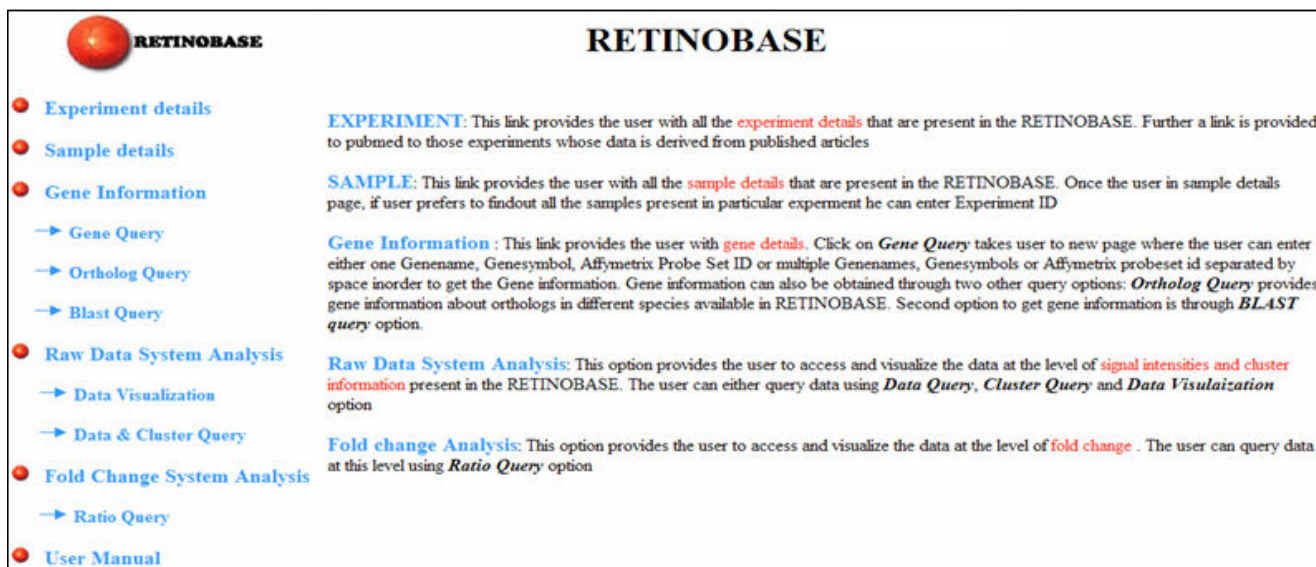 RETINOBASE
RETINOBASE
Experiment details
Sample details
Gene Information
Gene Query
Ortholog Query
Blast Query
Raw Data System Analysis
Data Visualization
Data & Cluster Query
Fold Change System Analysis
Ratio Query
User Manual
EXPERIMENT: This link provides the user with all the experiment details that are present in the RETINOBASE. Further a link is provided
to pubmed to those experiments whose data is derived from published articles
SAMPLE: This link provides the user with all the sample details that are present in the RETINOBASE. Once the user in sample details
page, if user prefers to findout all the samples present in particular experment he can enter Experiment ID
Gene Information : This link provides the user with gene details. Click on Gene Query takes user to new page where the user can enter
either one Genename, Genesymbol, Affymetrix Probe Set ID or multiple Genenames, Genesymbols or Affymetrix probeset id separated by
space inorder to get the Gene information. Gene information can also be obtained through two other query options: Ortholog Query provides
gene information about orthologs in different species available in RETINOBASE. Second option to get gene information is through BLAST
query option.
Raw Data System Analysis: This option provides the user to access and visualize the data at the level of signal intensities and cluster
information present in the RETINOBASE. The user can either query data using Data Query, Cluster Query and Data Visulaization
option
Fold change Analysis: This option provides the user to access and visualize the data at the level of fold change . The user can query data
at this level using Ratio Query option